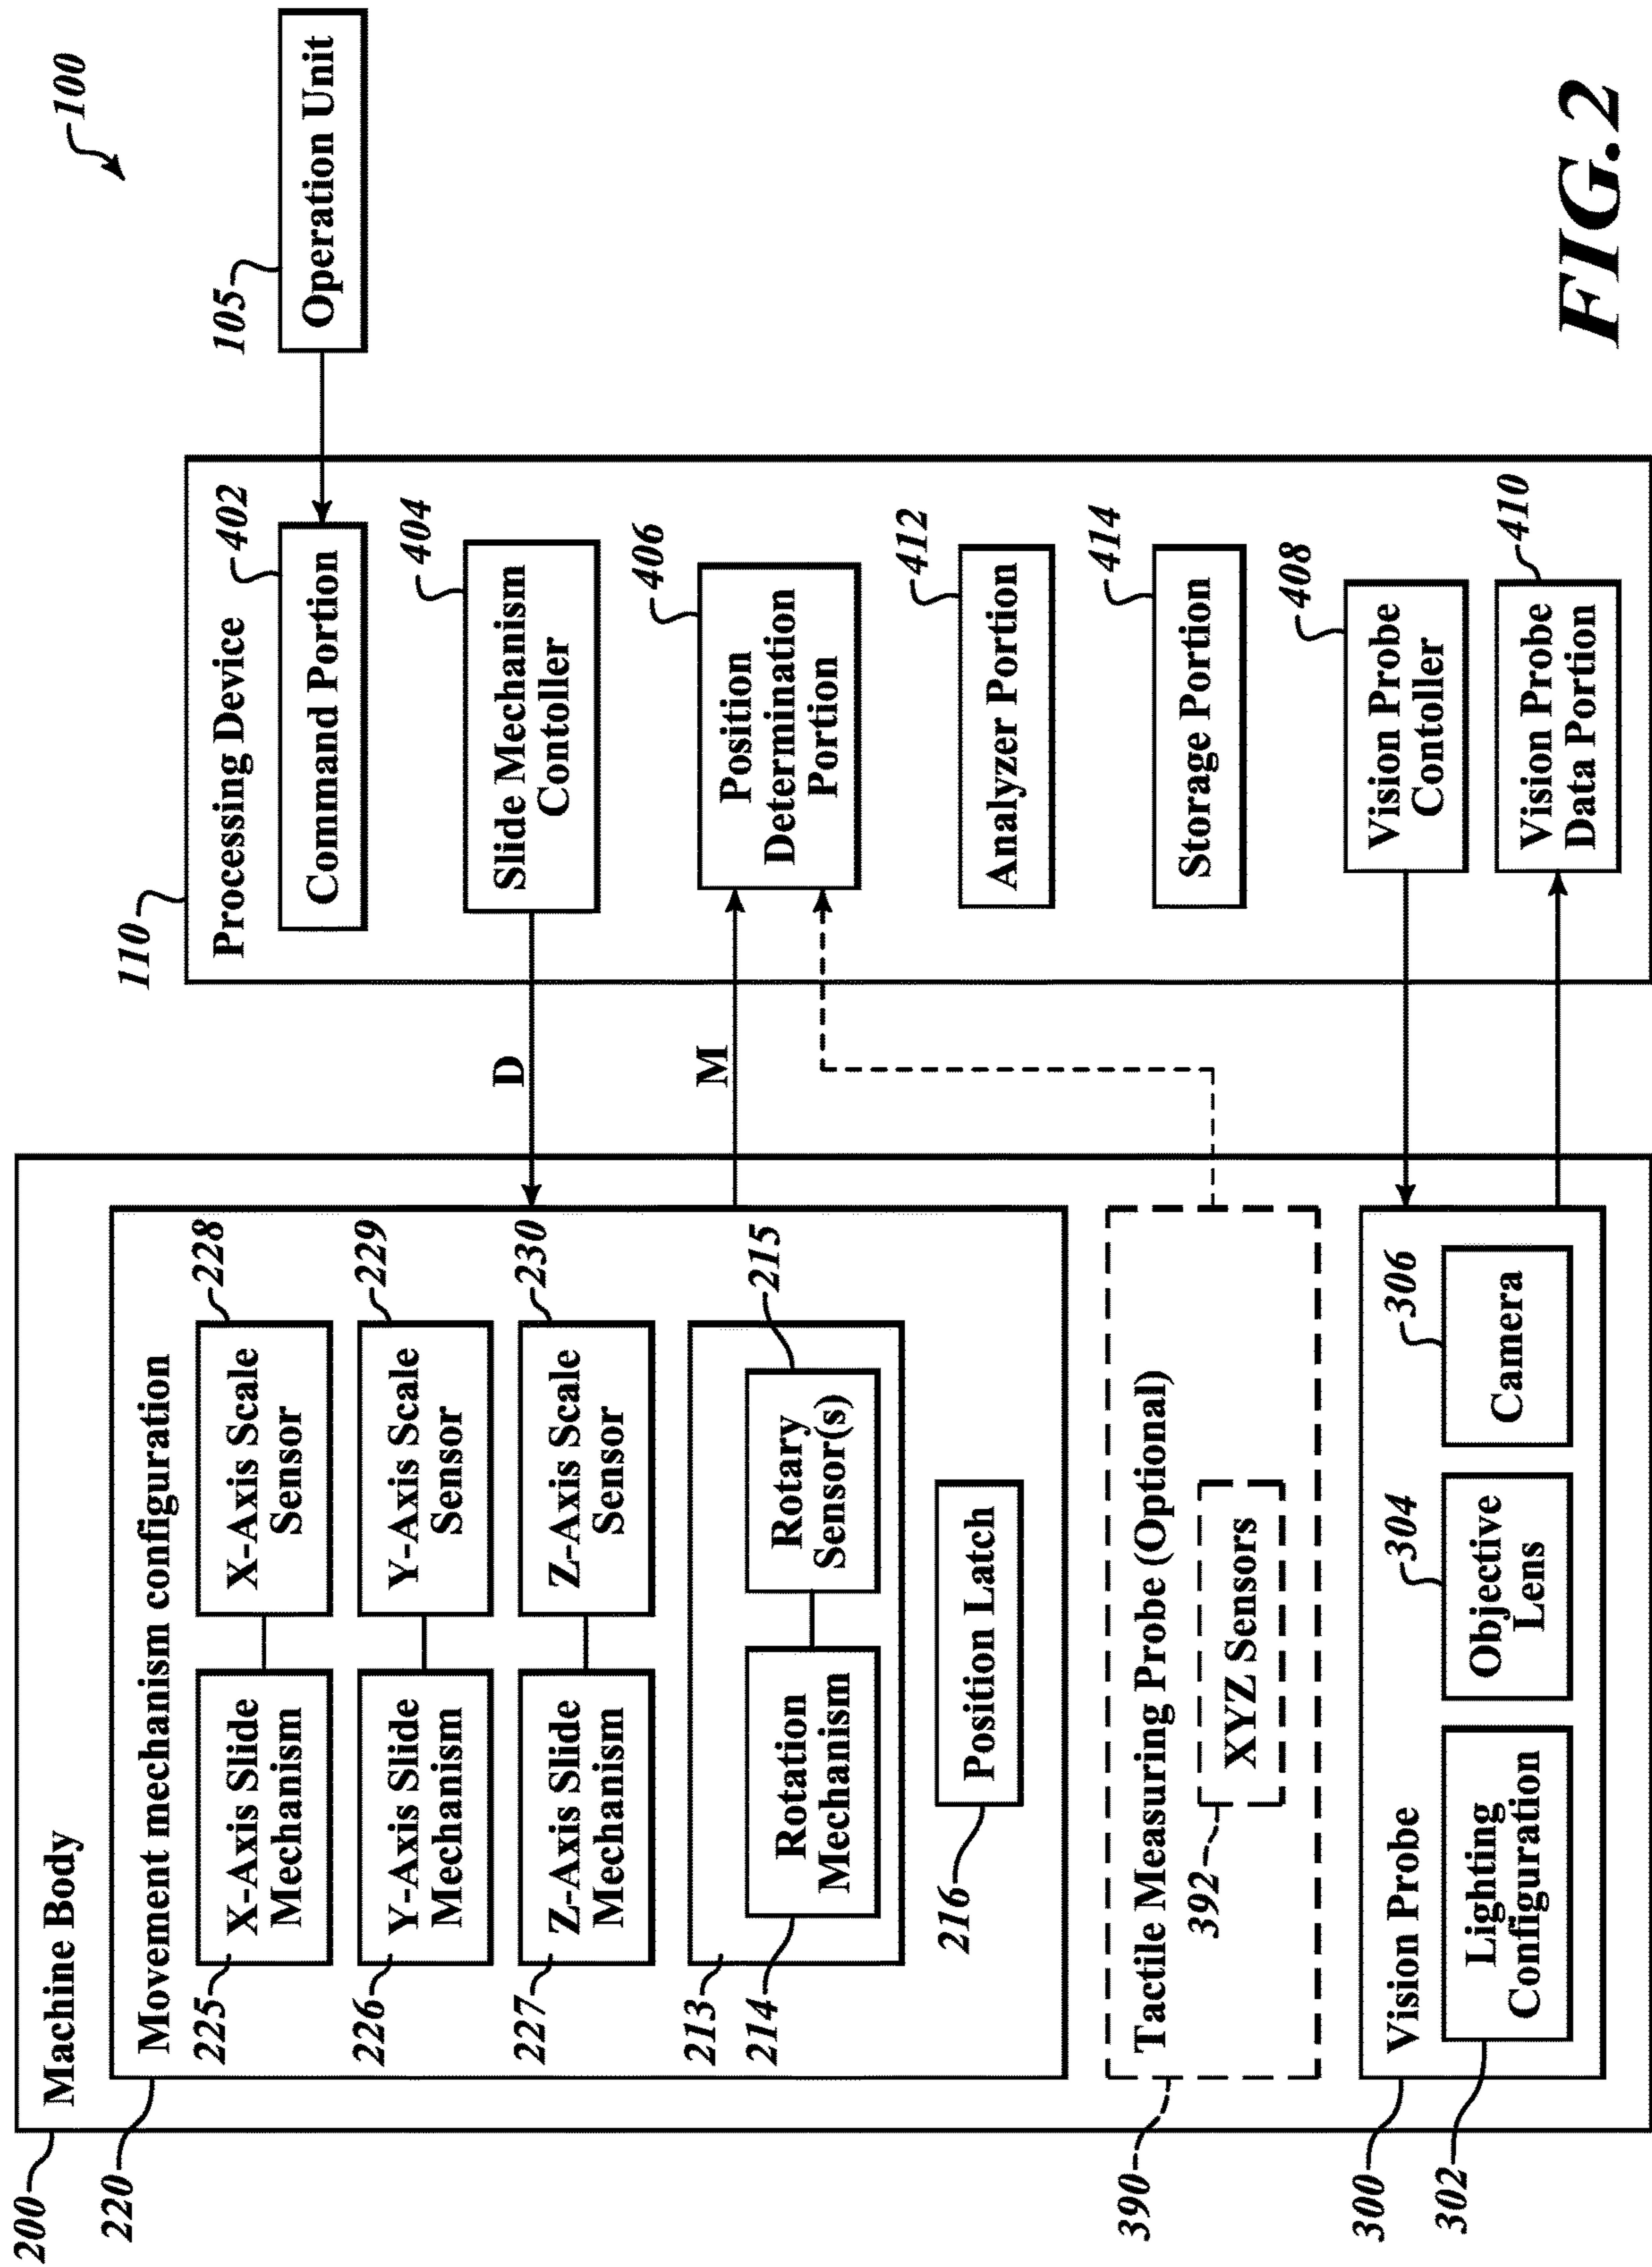 100
200
Machine Body
220
Movement mechanism configuration
225
X-Axis Slide
Mechanism
X-Axis Scale
Sensor
228
226
Y-Axis Slide
Mechanism
Y-Axis Scale
Sensor
229
227
Z-Axis Slide
Mechanism
Z-Axis Scale
Sensor
230
213
214
Rotation
Mechanism
Rotary
Sensor(s)
215
216
Position Latch
390
Tactile Measuring Probe (Optional)
392
XYZ Sensors
300
Vision Probe
302
Lighting
Configuration
304
Objective
Lens
306
Camera
D
M
110
Processing Device
402
Command Portion
404
Slide Mechanism
Contoller
406
Position
Determination
Portion
412
Analyzer Portion
414
Storage Portion
408
Vision Probe
Contoller
410
Vision Probe
Data Portion
105
Operation Unit
FIG.2